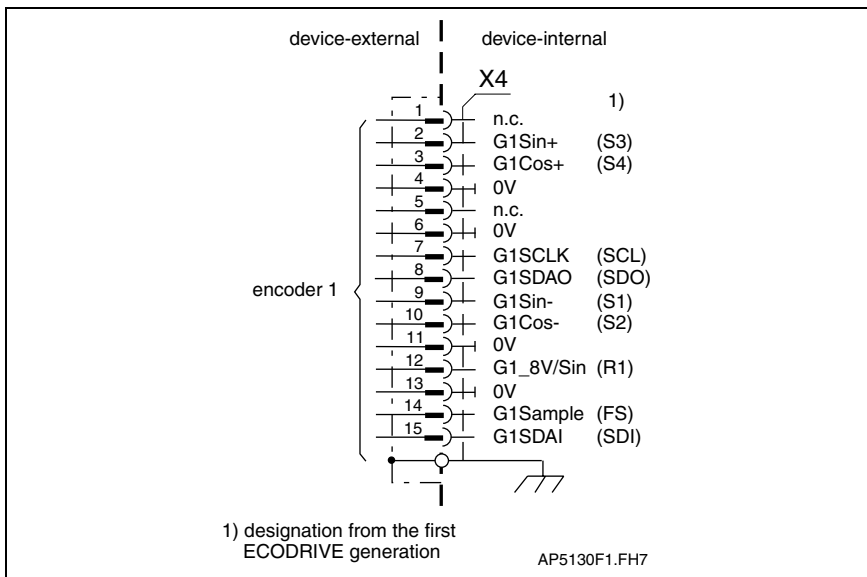 device-external device-internal
X4
1)
1 n.c.
2 G1Sin+ (S3)
3 G1Cos+ (S4)
4 0V
5 n.c.
6 0V
7 G1SCLK (SCL)
8 G1SDAO (SDO)
encoder 1
9 G1Sin- (S1)
10 G1Cos- (S2)
11 0V
12 G1_8V/Sin (R1)
13 0V
14 G1Sample (FS)
15 G1SDAI (SDI)
1) designation from the first
ECODRIVE generation
AP5130F1.FH7